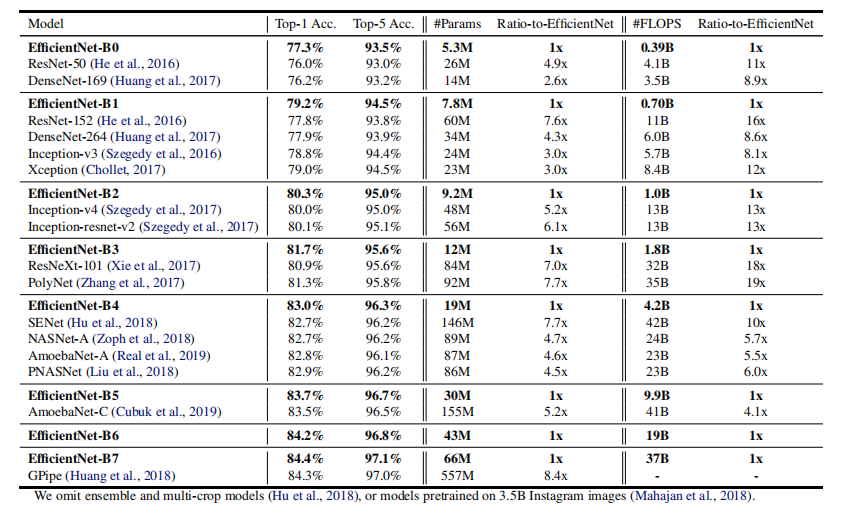 Model Top-1 Acc. Top-5 Acc. #Params Ratio-to-EfficientNet #FLOPS Ratio-to-EfficientNet
EfficientNet-B0 77.3% 93.5% 5.3M 1x 0.39B 1x
ResNet-50 (He et al., 2016) 76.0% 93.0% 26M 4.9x 4.1B 11x
DenseNet-169 (Huang et al., 2017) 76.2% 93.2% 14M 2.6x 3.5B 8.9x
EfficientNet-B1 79.2% 94.5% 7.8M 1x 0.70B 1x
ResNet-152 (He et al., 2016) 77.8% 93.8% 60M 7.6x 11B 16x
DenseNet-264 (Huang et al., 2017) 77.9% 93.9% 34M 4.3x 6.0B 8.6x
Inception-v3 (Szegedy et al., 2016) 78.8% 94.4% 24M 3.0x 5.7B 8.1x
Xception (Chollet, 2017) 79.0% 94.5% 23M 3.0x 8.4B 12x
EfficientNet-B2 80.3% 95.0% 9.2M 1x 1.0B 1x
Inception-v4 (Szegedy et al., 2017) 80.0% 95.0% 48M 5.2x 13B 13x
Inception-resnet-v2 (Szegedy et al., 2017) 80.1% 95.1% 56M 6.1x 13B 13x
EfficientNet-B3 81.7% 95.6% 12M 1x 1.8B 1x
ResNeXt-101 (Xie et al., 2017) 80.9% 95.6% 84M 7.0x 32B 18x
PolyNet (Zhang et al., 2017) 81.3% 95.8% 92M 7.7x 35B 19x
EfficientNet-B4 83.0% 96.3% 19M 1x 4.2B 1x
SENet (Hu et al., 2018) 82.7% 96.2% 146M 7.7x 42B 10x
NASNet-A (Zoph et al., 2018) 82.7% 96.2% 89M 4.7x 24B 5.7x
AmoebaNet-A (Real et al., 2019) 82.8% 96.1% 87M 4.6x 23B 5.5x
PNASNet (Liu et al., 2018) 82.9% 96.2% 86M 4.5x 23B 6.0x
EfficientNet-B5 83.7% 96.7% 30M 1x 9.9B 1x
AmoebaNet-C (Cubuk et al., 2019) 83.5% 96.5% 155M 5.2x 41B 4.1x
EfficientNet-B6 84.2% 96.8% 43M 1x 19B 1x
EfficientNet-B7 84.4% 97.1% 66M 1x 37B 1x
GPipe (Huang et al., 2018) 84.3% 97.0% 557M 8.4x - -
We omit ensemble and multi-crop models (Hu et al., 2018), or models pretrained on 3.5B Instagram images (Mahajan et al., 2018).